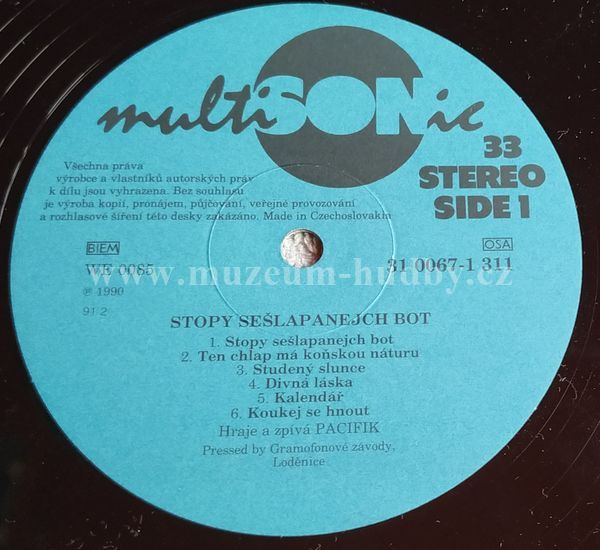 multiSONic
33
STEREO
SIDE 1
Všechna práva
výrobce a vlastníků autorských práv
k dílu jsou vyhrazena. Bez souhlasu
je výroba kopií, pronájem, půjčování, veřejné provozování
a rozhlasové šíření této desky zakázáno. Made in Czechoslovakia
BIEM
OSA
WE 0085
31 0067-1 311
www.muzeum-hudby.cz
℗ 1990
91 2
STOPY SEŠLAPANEJCH BOT
1. Stopy sešlapanejch bot
2. Ten chlap má koňskou náturu
3. Studený slunce
4. Divná láska
5. Kalendář
6. Koukej se hnout
Hraje a zpívá PACIFIK
Pressed by Gramofonové závody,
Loděnice